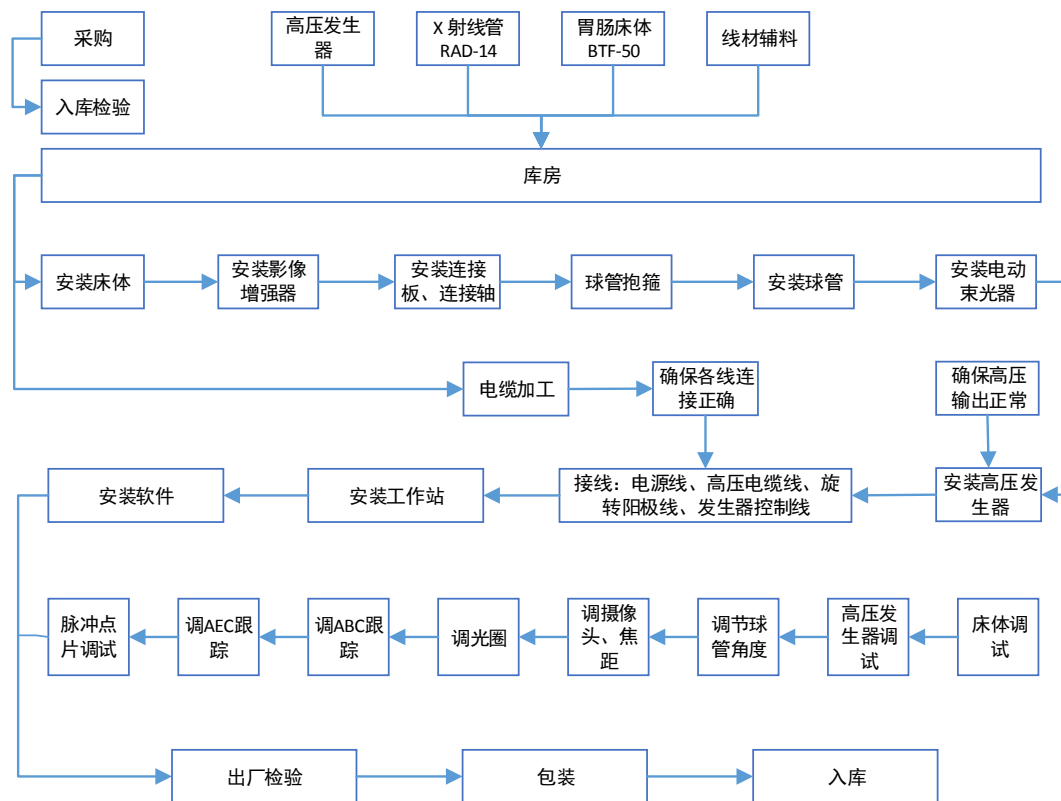 采购
高压发生
器
X 射线管
RAD-14
胃肠床体
BTF-50
线材辅料
入库检验
库房
安装床体
安装影像
增强器
安装连接
板、连接轴
球管抱箍
安装球管
安装电动
束光器
电缆加工
确保各线连
接正确
确保高压
输出正常
安装软件
安装工作站
接线：电源线、高压电缆线、旋
转阳极线、发生器控制线
安装高压发
生器
脉冲点
片调试
调AEC跟
踪
调ABC跟
踪
调光圈
调摄像
头、焦
距
调节球
管角度
高压发
生器调
试
床体调
试
出厂检验
包装
入库